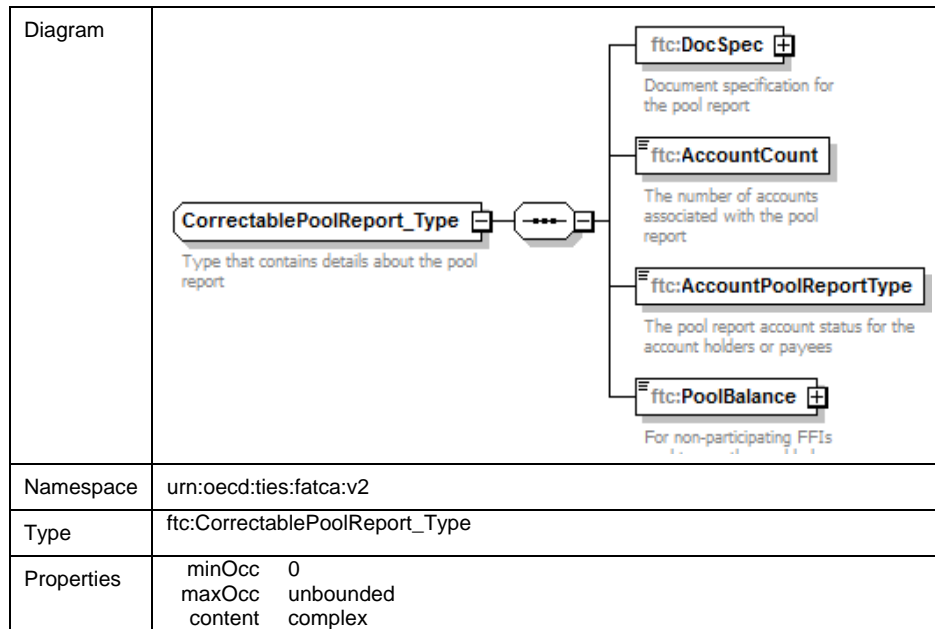 Diagram
ftc:DocSpec
Document specification for
the pool report
ftc:AccountCount
The number of accounts
associated with the pool
report
CorrectablePoolReport_Type
Type that contains details about the pool
report
ftc:AccountPoolReportType
The pool report account status for the
account holders or payees
ftc:PoolBalance
For non-participating FFIs
Namespace urn:oecd:ties:fatca:v2
Type ftc:CorrectablePoolReport_Type
Properties minOcc 0
maxOcc unbounded
content complex